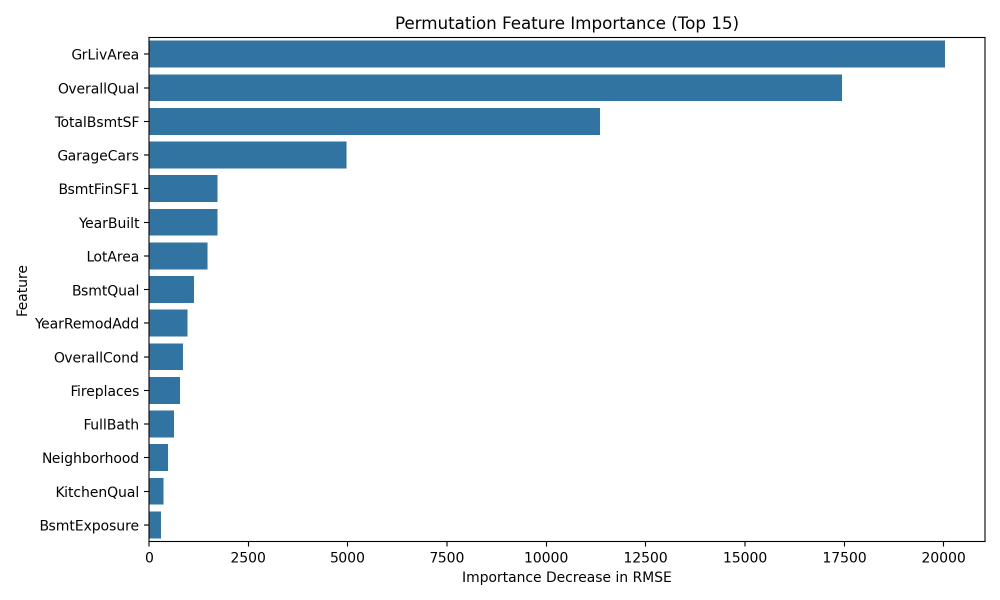 Permutation Feature Importance (Top 15)
GrLivArea
OverallQual
TotalBsmtSF
GarageCars
BsmtFinSF1
YearBuilt
LotArea
BsmtQual
YearRemodAdd
OverallCond
Fireplaces
FullBath
Neighborhood
KitchenQual
BsmtExposure
Feature
0 2500 5000 7500 10000 12500 15000 17500 20000
Importance Decrease in RMSE